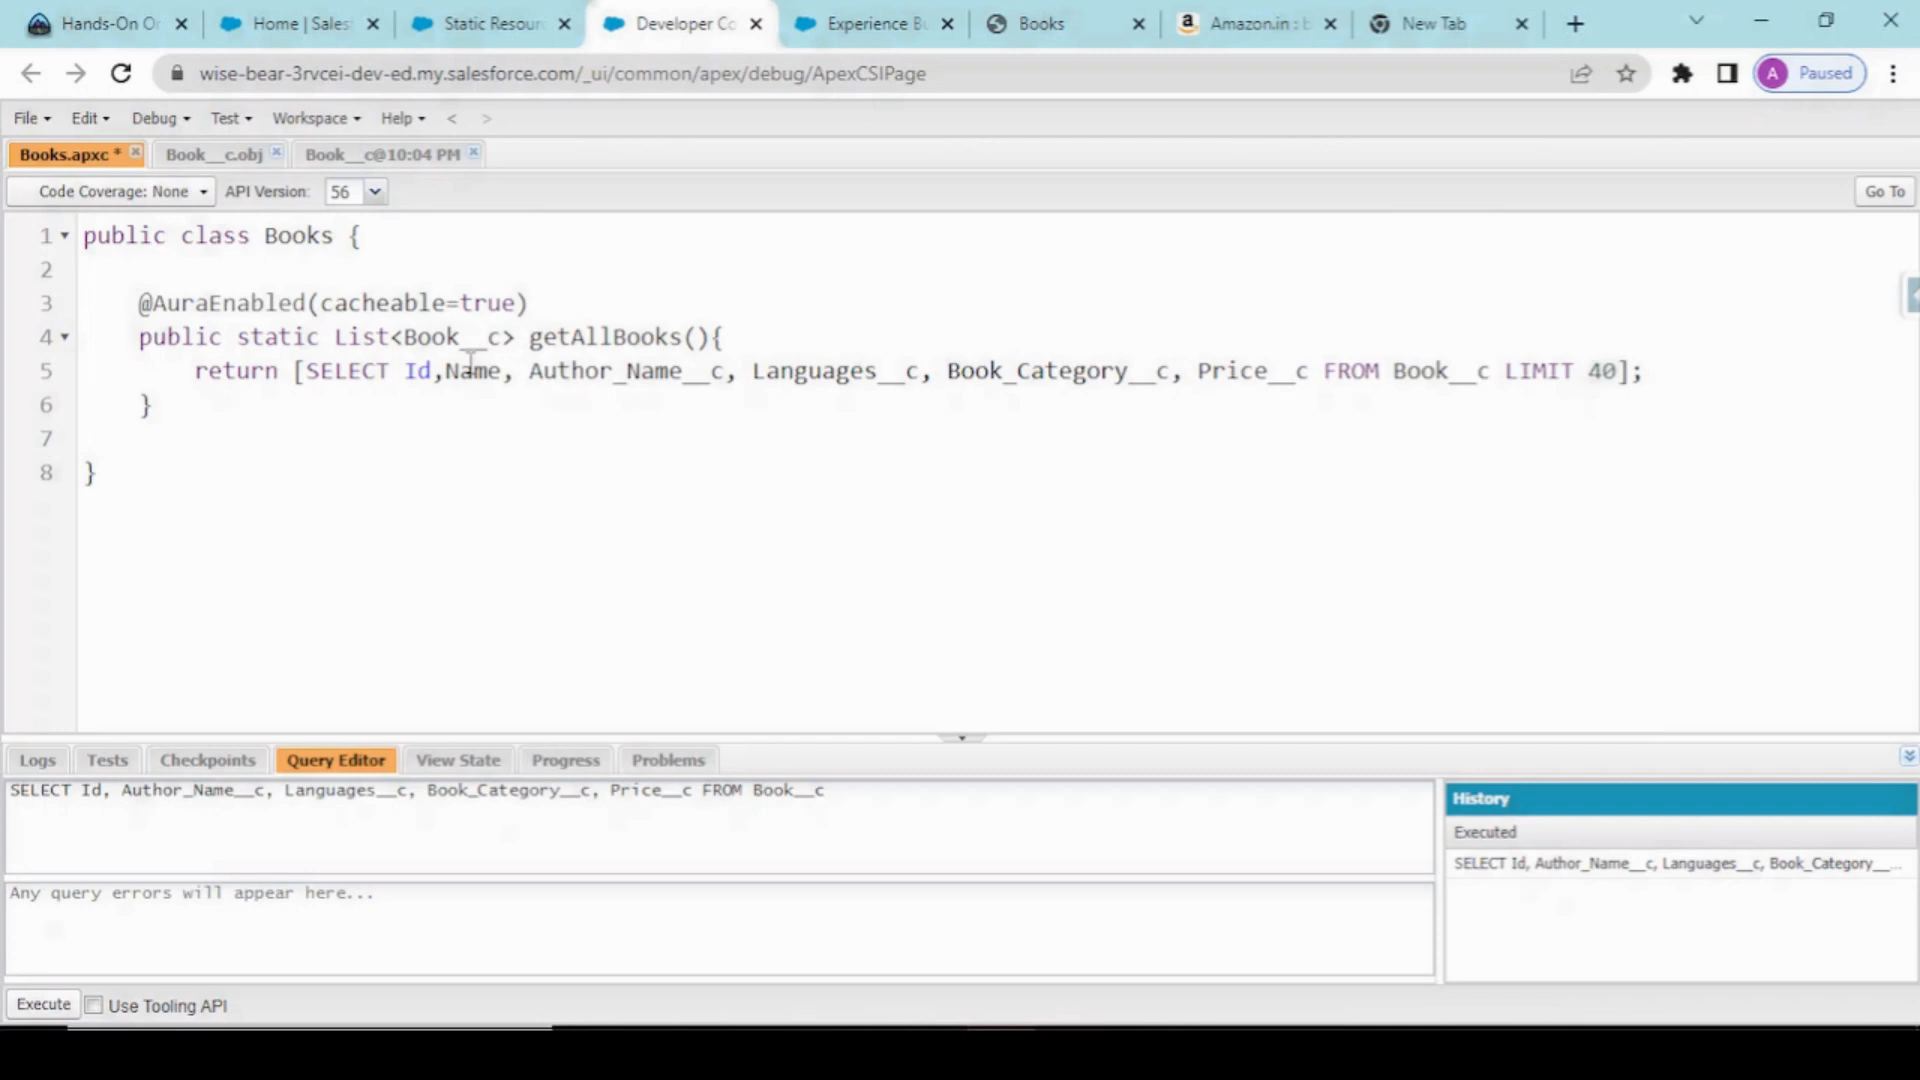 Hands-On Or
Home | Sales
Static Resour
Developer Co
Experience Bu
Books
Amazon.in : b
New Tab
wise-bear-3rvcei-dev-ed.my.salesforce.com/_ui/common/apex/debug/ApexCSIPage
A Paused
File Edit Debug Test Workspace Help < >
Books.apxc * Book__c.obj Book__c@10:04 PM
Code Coverage: None API Version: 56 Go To
1 public class Books {
2
3 @AuraEnabled(cacheable=true)
4 public static List<Book__c> getAllBooks(){
5 return [SELECT Id,Name, Author_Name__c, Languages__c, Book_Category__c, Price__c FROM Book__c LIMIT 40];
6 }
7
8 }
Logs Tests Checkpoints Query Editor View State Progress Problems
SELECT Id, Author_Name__c, Languages__c, Book_Category__c, Price__c FROM Book__c
Any query errors will appear here...
History
Executed
SELECT Id, Author_Name__c, Languages__c, Book_Category__...
Execute Use Tooling API